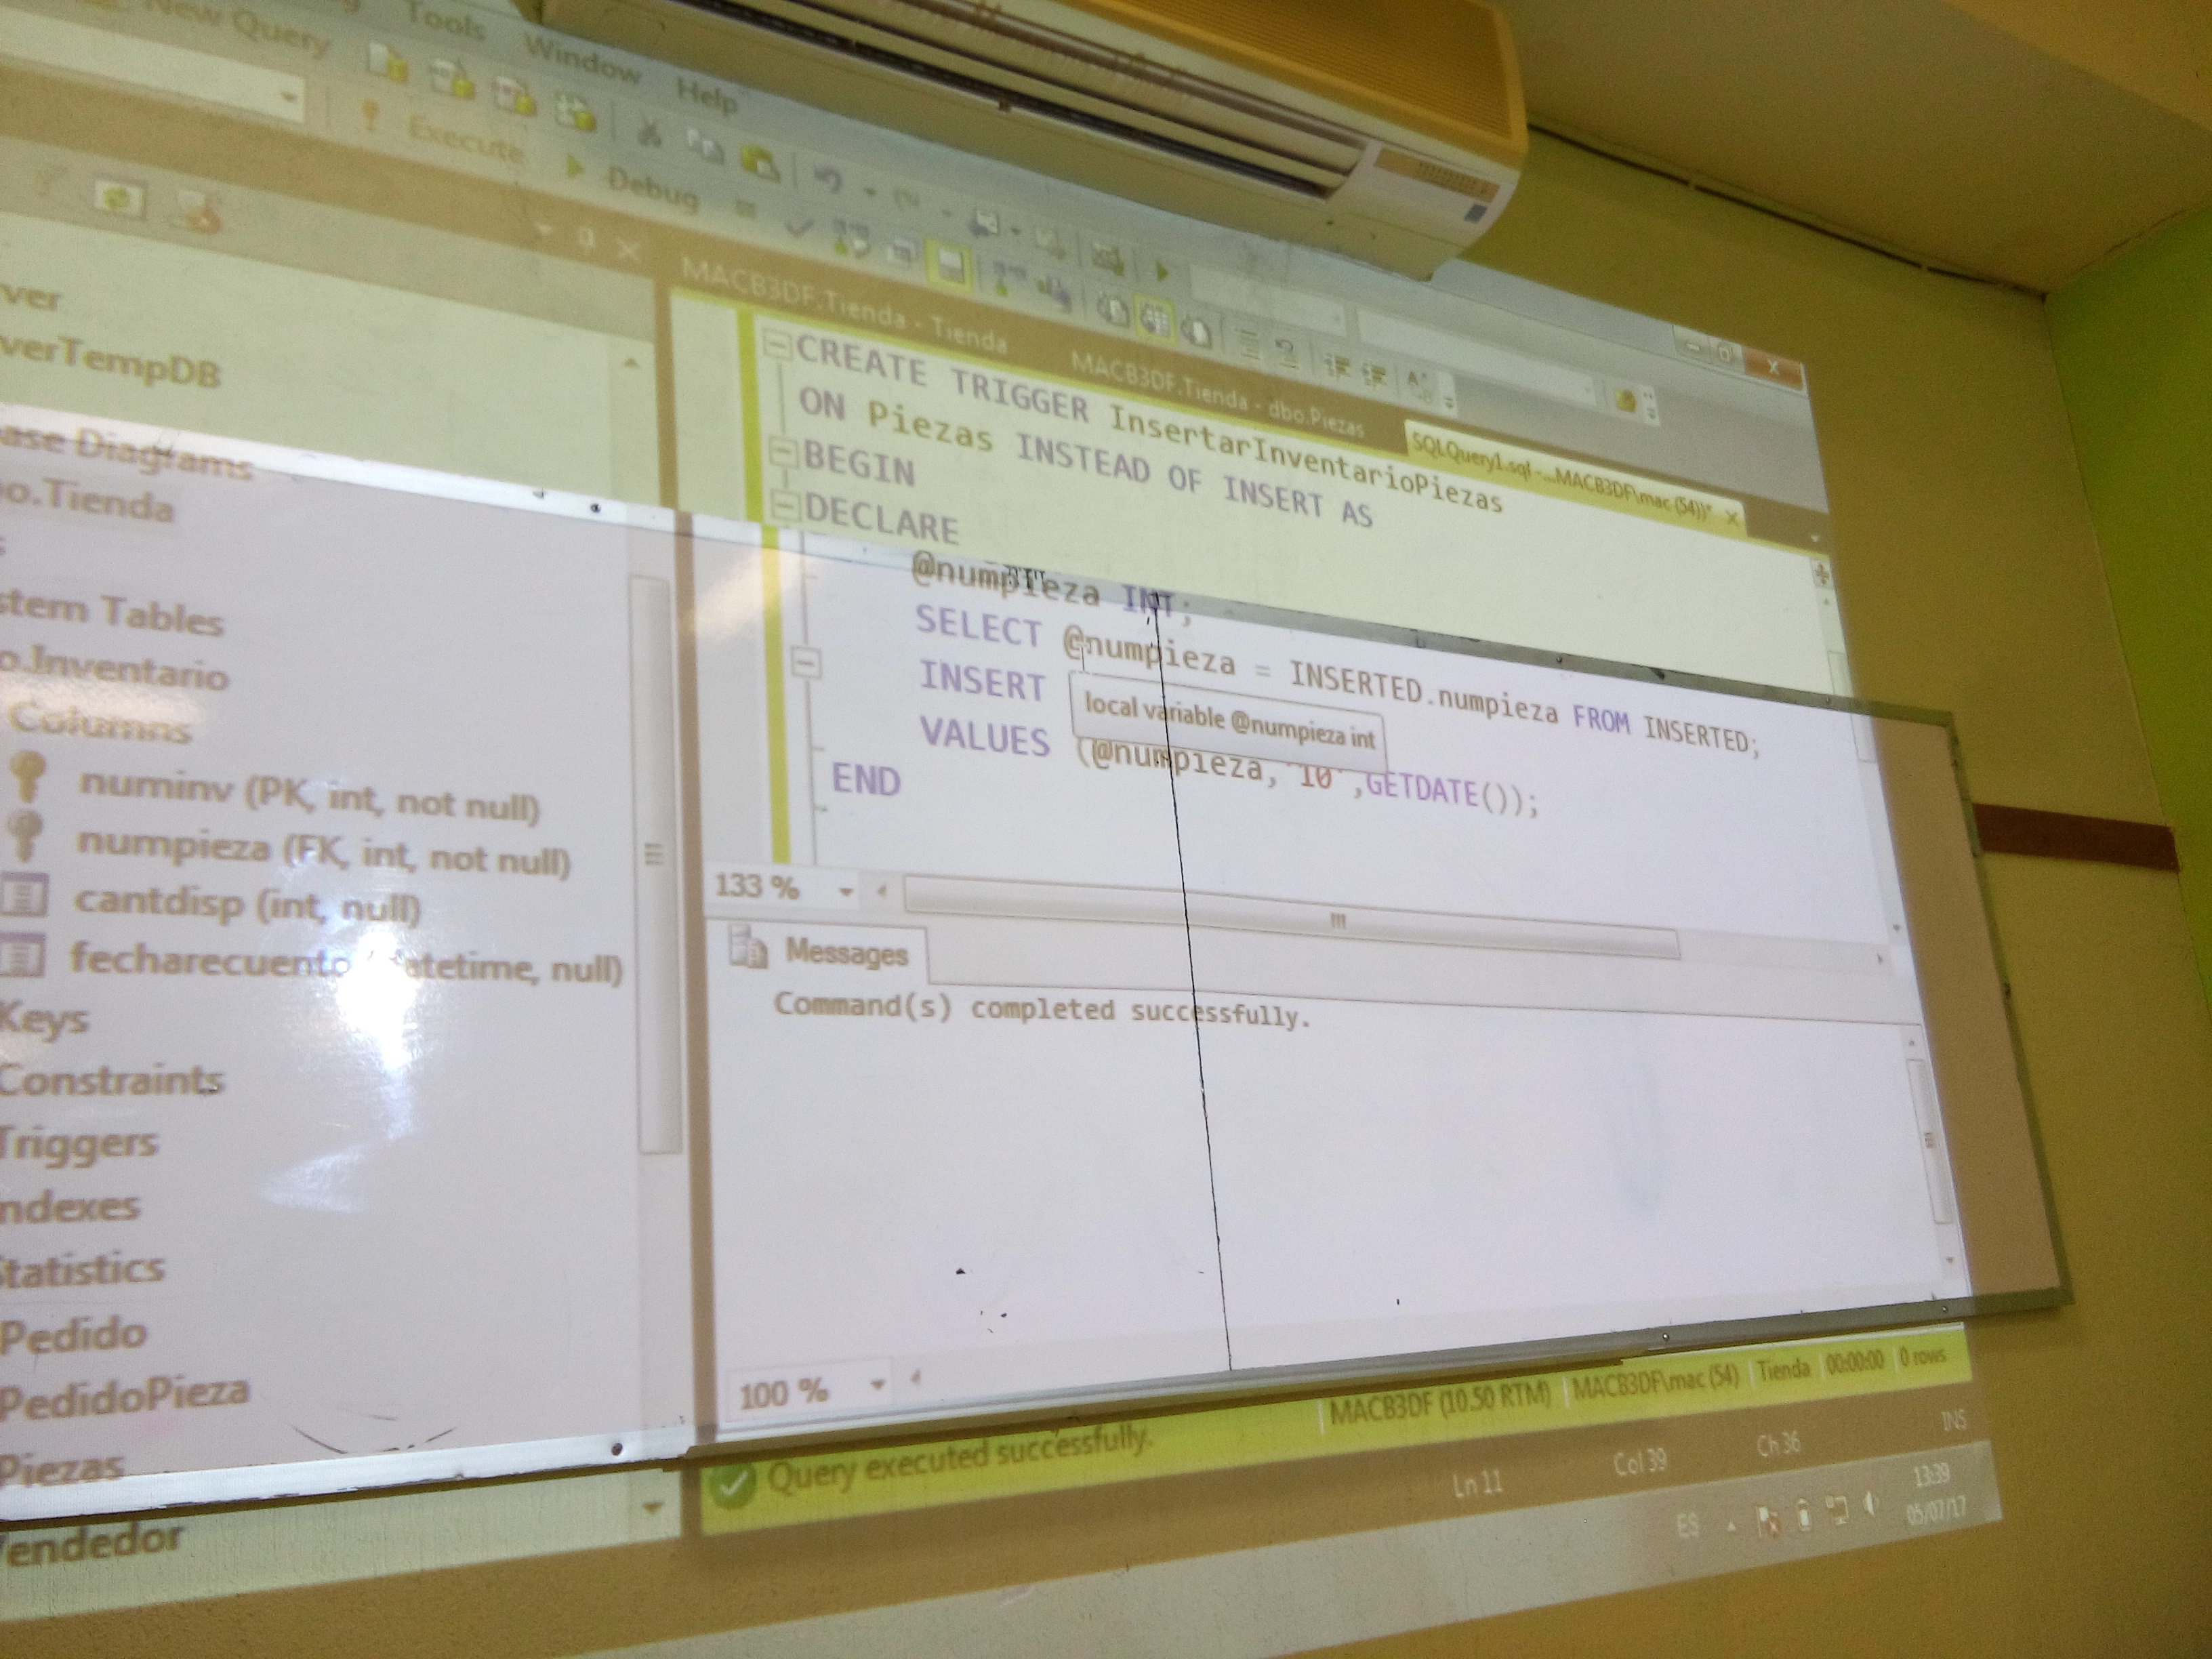 New Query
Tools
Window
Help
Execute
Debug
ver
verTempDB
ase Diagrams
o.Tienda
s
stem Tables
o.Inventario
Columns
numinv (PK, int, not null)
numpieza (FK, int, not null)
cantdisp (int, null)
fecharecuento atetime, null)
Keys
Constraints
Triggers
ndexes
Statistics
Pedido
PedidoPieza
Piezas
Vendedor
MACB3DF.Tienda - Tienda
MACB3DF.Tienda - dbo.Piezas
SQLQuery1.sql -...MACB3DF\mac (54))*
CREATE TRIGGER InsertarInventarioPiezas
ON Piezas INSTEAD OF INSERT AS
BEGIN
DECLARE
@numpieza INT;
SELECT @numpieza = INSERTED.numpieza FROM INSERTED;
INSERT
local variable @numpieza int
VALUES (@numpieza, '10' ,GETDATE());
END
133 %
Messages
Command(s) completed successfully.
100 %
Query executed successfully.
MACB3DF (10.50 RTM)
MACB3DF\mac (54)
Tienda
00:00:00
0 rows
Ln 11
Col 39
Ch 36
INS
ES
13:39
05/07/17